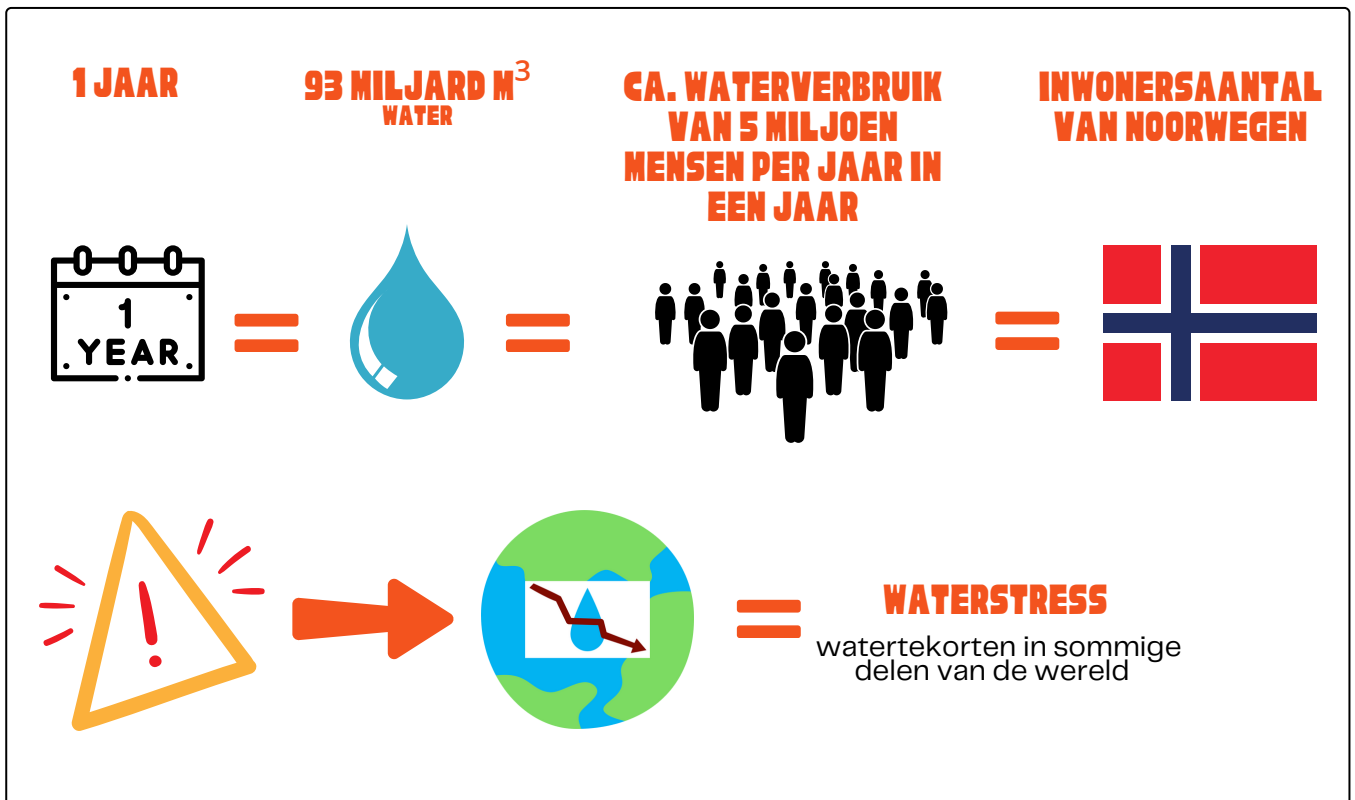 1 JAAR
93 MILJARD M³
WATER
CA. WATERVERBRUIK
VAN 5 MILJOEN
MENSEN PER JAAR IN
EEN JAAR
INWONERSAANTAL
VAN NOORWEGEN
1
YEAR
WATERSTRESS
watertekorten in sommige
delen van de wereld